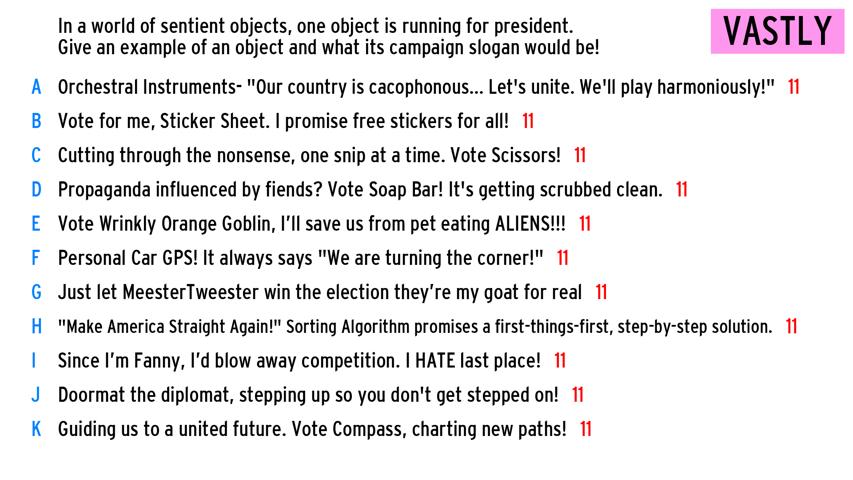 In a world of sentient objects, one object is running for president.
Give an example of an object and what its campaign slogan would be!
VASTLY
A Orchestral Instruments- "Our country is cacophonous... Let's unite. We'll play harmoniously!" 11
B Vote for me, Sticker Sheet. I promise free stickers for all! 11
C Cutting through the nonsense, one snip at a time. Vote Scissors! 11
D Propaganda influenced by fiends? Vote Soap Bar! It's getting scrubbed clean. 11
E Vote Wrinkly Orange Goblin, I’ll save us from pet eating ALIENS!!! 11
F Personal Car GPS! It always says "We are turning the corner!" 11
G Just let MeesterTweester win the election they’re my goat for real 11
H "Make America Straight Again!" Sorting Algorithm promises a first-things-first, step-by-step solution. 11
I Since I’m Fanny, I’d blow away competition. I HATE last place! 11
J Doormat the diplomat, stepping up so you don't get stepped on! 11
K Guiding us to a united future. Vote Compass, charting new paths! 11